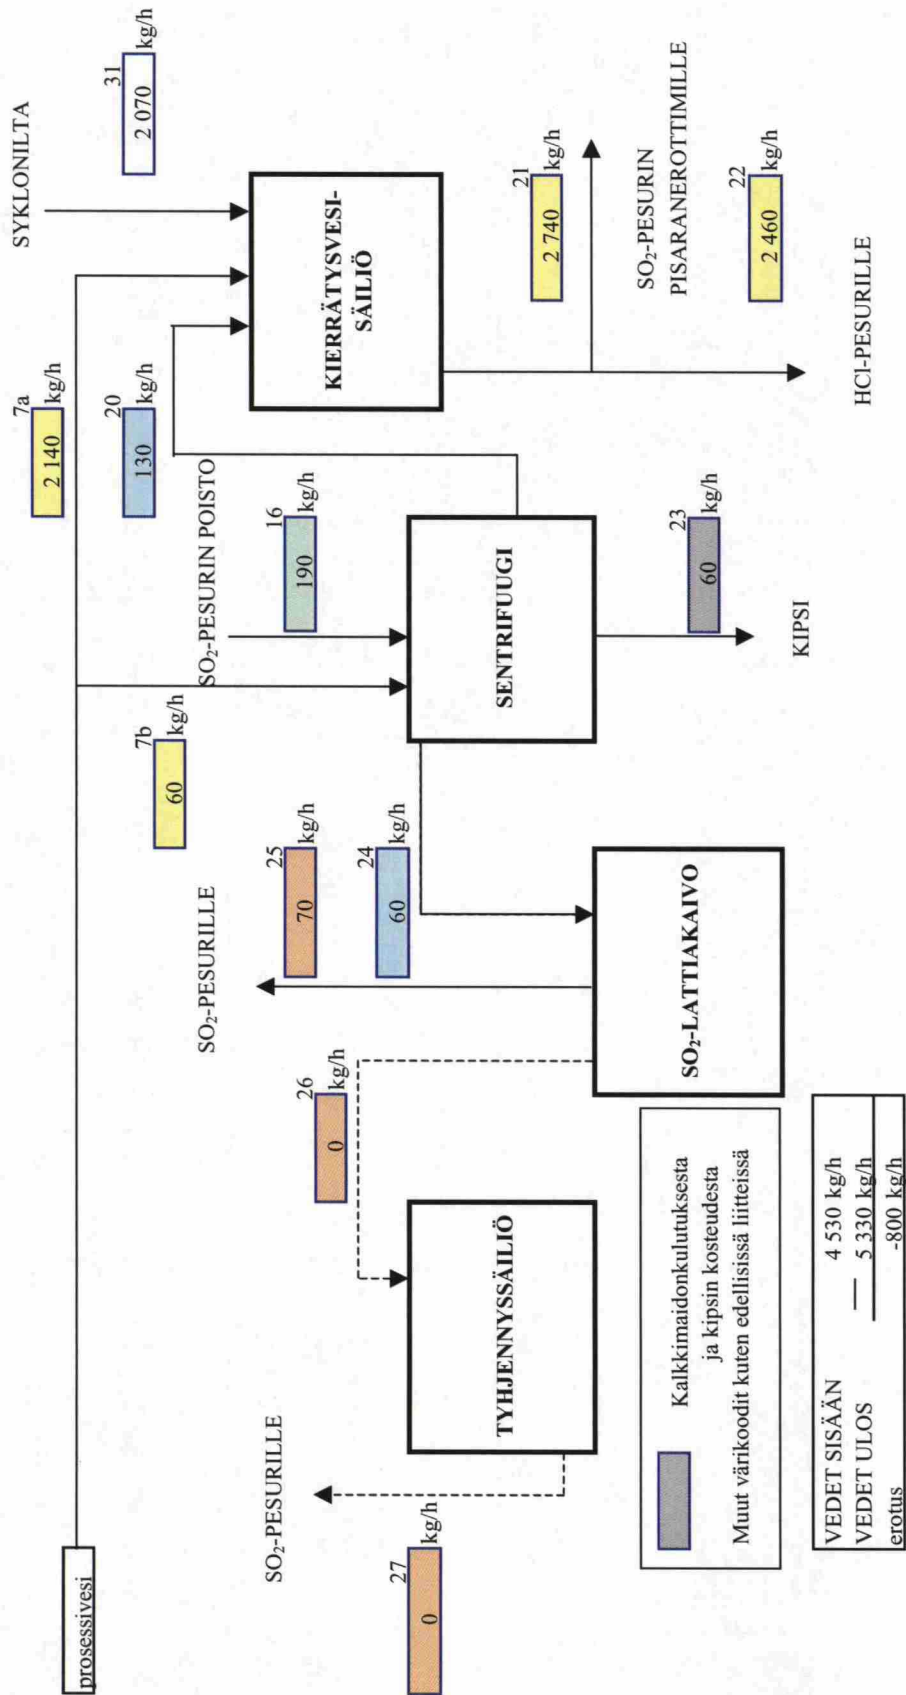 prosessivesi
7a
2 140 kg/h
SYKLONILTA
31
2 070 kg/h
20
130 kg/h
7b
60 kg/h
SO₂-PESURIN POISTO
16
190 kg/h
SO₂-PESURILLE
25
70 kg/h
24
60 kg/h
SO₂-PESURILLE
27
0 kg/h
26
0 kg/h
TYHJENNYSSÄILIÖ
SO₂-LATTIAKAIVO
SENTRIFUUGI
KIERRÄTYSVESI-
SÄILIÖ
23
60 kg/h
KIPSI
21
2 740 kg/h
SO₂-PESURIN
PISARANEROTTIMILLE
22
2 460 kg/h
HCl-PESURILLE
Kalkkimaidonkulutuksesta
ja kipsin kosteudesta
Muut värikoodit kuten edellisissä liitteissä
VEDET SISÄÄN 4 530 kg/h
VEDET ULOS — 5 330 kg/h
erotus -800 kg/h